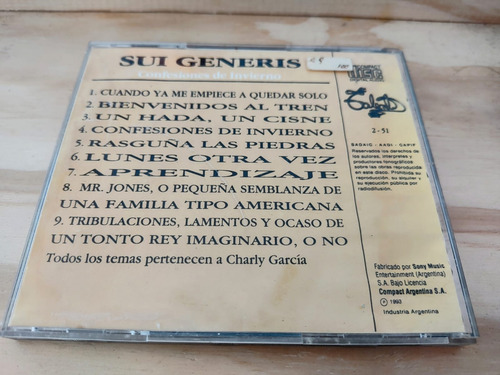 SUI GENERIS
Confesiones de Invierno
1. CUANDO YA ME EMPIECE A QUEDAR SOLO
2. BIENVENIDOS AL TREN
3. UN HADA, UN CISNE
4. CONFESIONES DE INVIERNO
5. RASGUÑA LAS PIEDRAS
6. LUNES OTRA VEZ
7. APRENDIZAJE
8. MR. JONES, O PEQUEÑA SEMBLANZA DE
UNA FAMILIA TIPO AMERICANA
9. TRIBULACIONES, LAMENTOS Y OCASO DE
UN TONTO REY IMAGINARIO, O NO
Todos los temas pertenecen a Charly García
COMPACT
disc
DIGITAL AUDIO
Talent
2-51
SADAIC - AADI - CAPIF
Reservados los derechos de
los autores, intérpretes y
productores fonográficos
sobre las obras reproducidas
en este disco. Prohibida su
reproducción, su alquiler y
su ejecución pública por
radiodifusión.
Fabricado por Sony Music
Entertainment (Argentina)
S.A. Bajo Licencia
Compact Argentina S.A.
℗ 1993
Industria Argentina